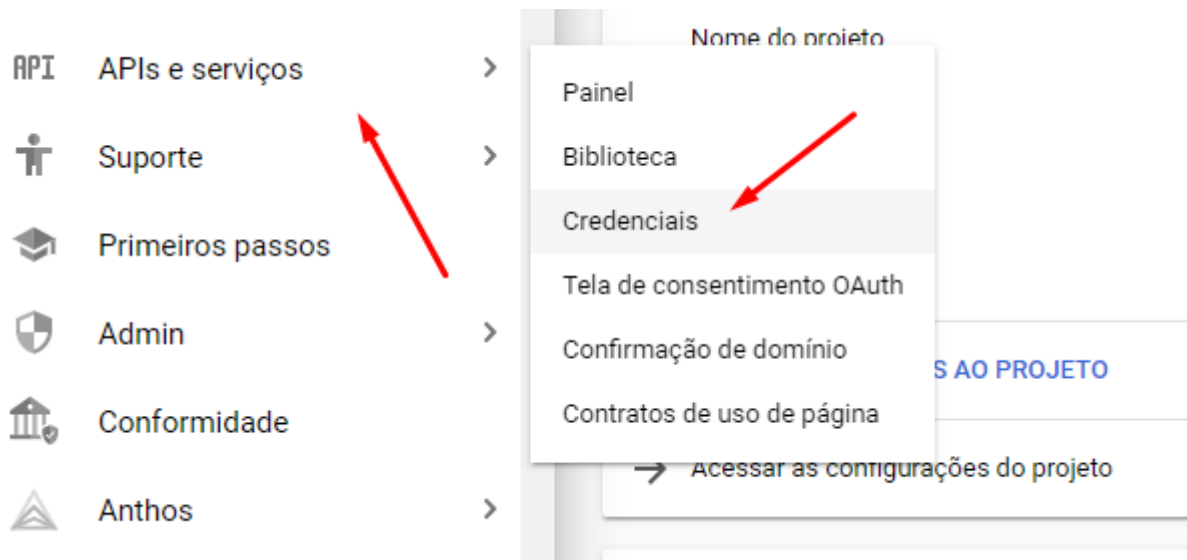 API APIs e serviços
Suporte
Primeiros passos
Admin
Conformidade
Anthos
Nome do projeto
Painel
Biblioteca
Credenciais
Tela de consentimento OAuth
Confirmação de domínio
Contratos de uso de página
S AO PROJETO
Acessar as configurações do projeto